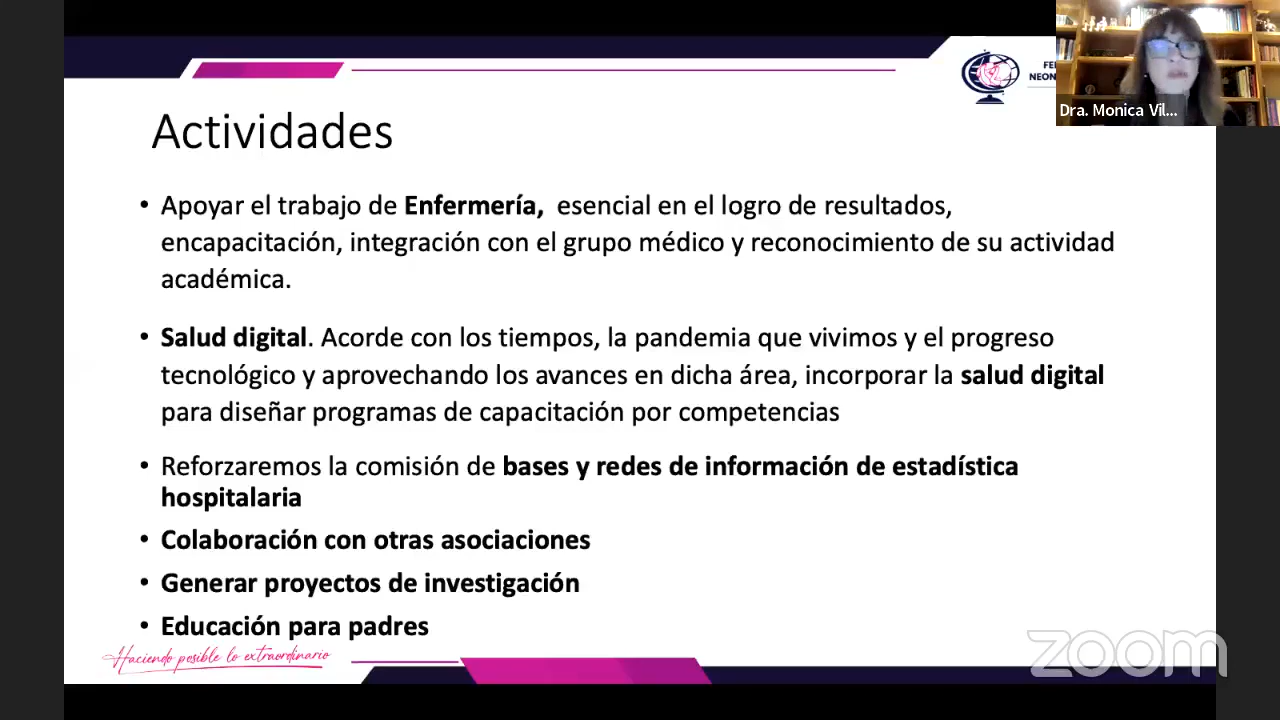 FE
NEON
Dra. Monica Vil...
Actividades
• Apoyar el trabajo de Enfermería, esencial en el logro de resultados,
encapacitación, integración con el grupo médico y reconocimiento de su actividad
académica.
• Salud digital. Acorde con los tiempos, la pandemia que vivimos y el progreso
tecnológico y aprovechando los avances en dicha área, incorporar la salud digital
para diseñar programas de capacitación por competencias
• Reforzaremos la comisión de bases y redes de información de estadística
hospitalaria
• Colaboración con otras asociaciones
• Generar proyectos de investigación
• Educación para padres
Haciendo posible lo extraordinario
zoom